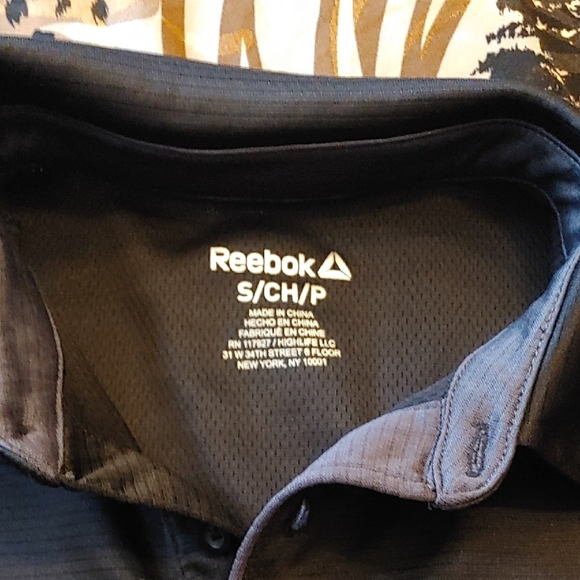 Reebok
S/CH/P
MADE IN CHINA
HECHO EN CHINA
FABRIQUÉ EN CHINE
RN 117927 / HIGHLIFE LLC
31 W 34TH STREET 6 FLOOR
NEW YORK, NY 10001